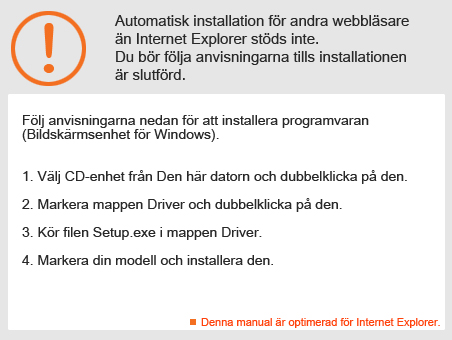 Automatisk installation för andra webbläsare
än Internet Explorer stöds inte.
Du bör följa anvisningarna tills installationen
är slutförd.
Följ anvisningarna nedan för att installera programvaran
(Bildskärmsenhet för Windows).
1. Välj CD-enhet från Den här datorn och dubbelklicka på den.
2. Markera mappen Driver och dubbelklicka på den.
3. Kör filen Setup.exe i mappen Driver.
4. Markera din modell och installera den.
Denna manual är optimerad för Internet Explorer.